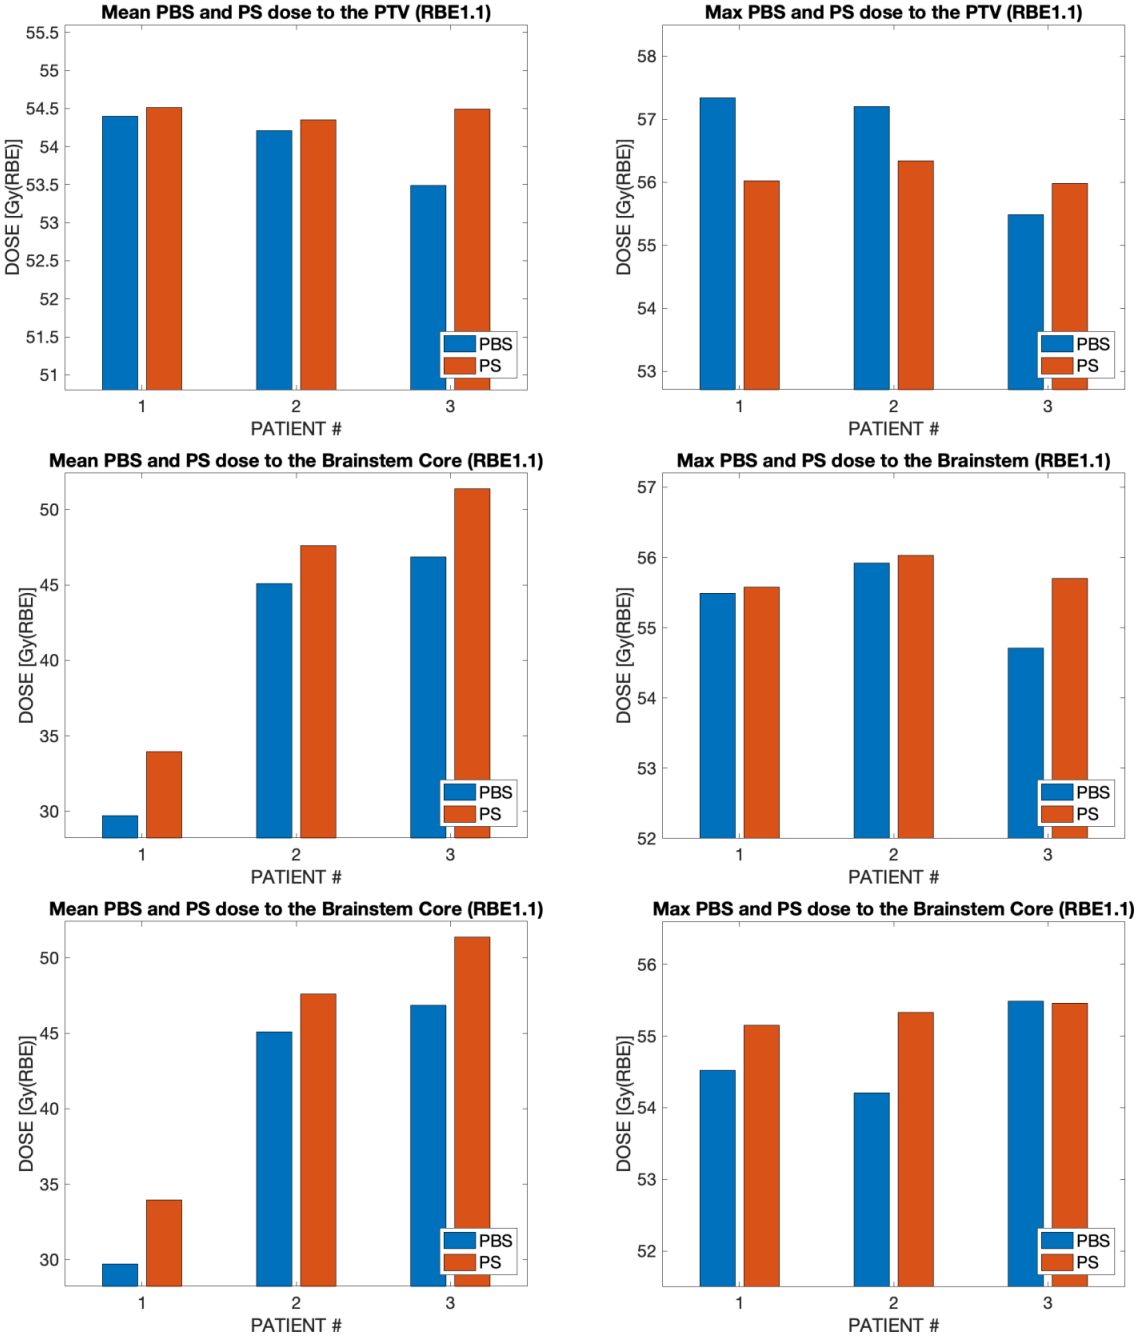 Mean PBS and PS dose to the PTV (RBE1.1)
55.5
55
54.5
54
53.5
53
52.5
52
51.5
51
DOSE [Gy(RBE)]
PBS
PS
1 2 3
PATIENT #
Max PBS and PS dose to the PTV (RBE1.1)
58
57
56
55
54
53
DOSE [Gy(RBE)]
PBS
PS
1 2 3
PATIENT #
Mean PBS and PS dose to the Brainstem Core (RBE1.1)
50
45
40
35
30
DOSE [Gy(RBE)]
PBS
PS
1 2 3
PATIENT #
Max PBS and PS dose to the Brainstem (RBE1.1)
57
56
55
54
53
52
DOSE [Gy(RBE)]
PBS
PS
1 2 3
PATIENT #
Mean PBS and PS dose to the Brainstem Core (RBE1.1)
50
45
40
35
30
DOSE [Gy(RBE)]
PBS
PS
1 2 3
PATIENT #
Max PBS and PS dose to the Brainstem Core (RBE1.1)
56
55
54
53
52
DOSE [Gy(RBE)]
PBS
PS
1 2 3
PATIENT #